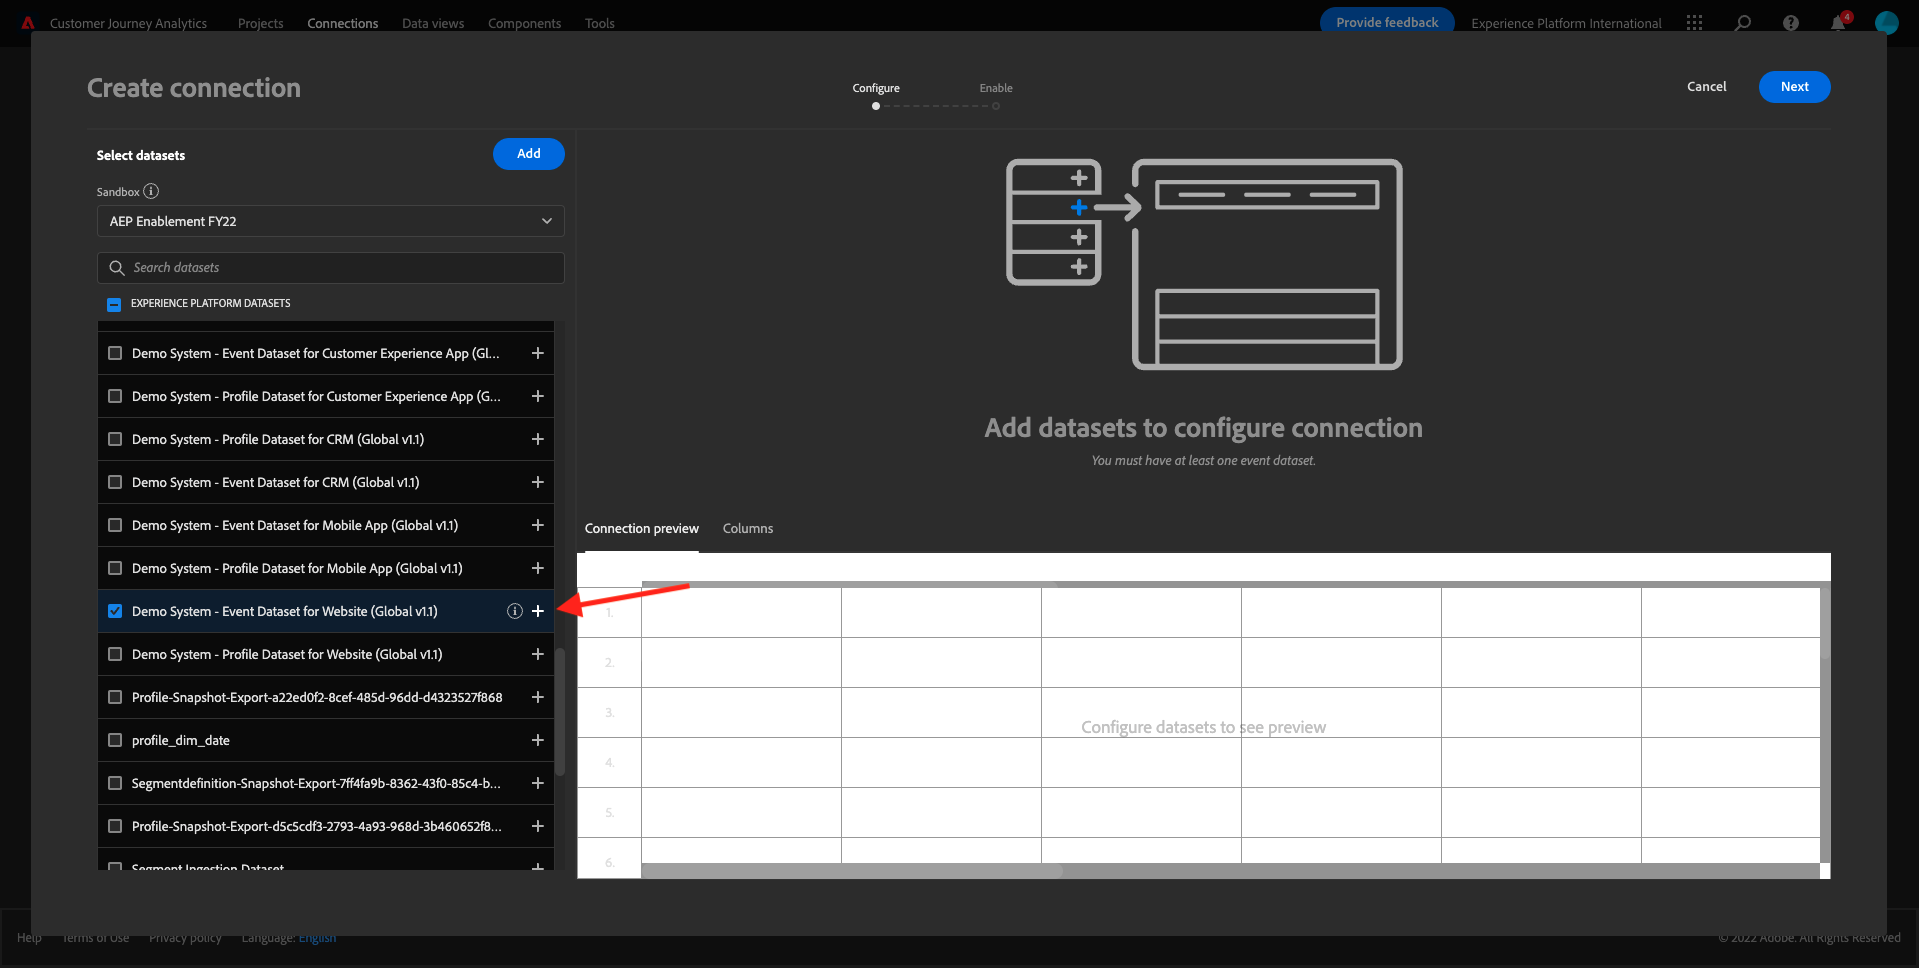 Customer Journey Analytics
Projects
Connections
Data views
Components
Tools
Provide feedback
Experience Platform International
4
Create connection
Configure
Enable
Cancel
Next
Select datasets
Add
Sandbox
AEP Enablement FY22
Search datasets
EXPERIENCE PLATFORM DATASETS
Demo System - Event Dataset for Customer Experience App (Gl...
Demo System - Profile Dataset for Customer Experience App (G...
Demo System - Profile Dataset for CRM (Global v1.1)
Demo System - Event Dataset for CRM (Global v1.1)
Demo System - Event Dataset for Mobile App (Global v1.1)
Demo System - Profile Dataset for Mobile App (Global v1.1)
Demo System - Event Dataset for Website (Global v1.1)
Demo System - Profile Dataset for Website (Global v1.1)
Profile-Snapshot-Export-a22ed0f2-8cef-485d-96dd-d4323527f868
profile_dim_date
Segmentdefinition-Snapshot-Export-7ff4fa9b-8362-43f0-85c4-b...
Profile-Snapshot-Export-d5c5cdf3-2793-4a93-968d-3b460652f8...
Segment Ingestion Dataset
Add datasets to configure connection
You must have at least one event dataset.
Connection preview
Columns
1.
2.
3.
Configure datasets to see preview
4.
5.
6.
Help
Terms of Use
Privacy policy
Language: English
© 2022 Adobe. All Rights Reserved